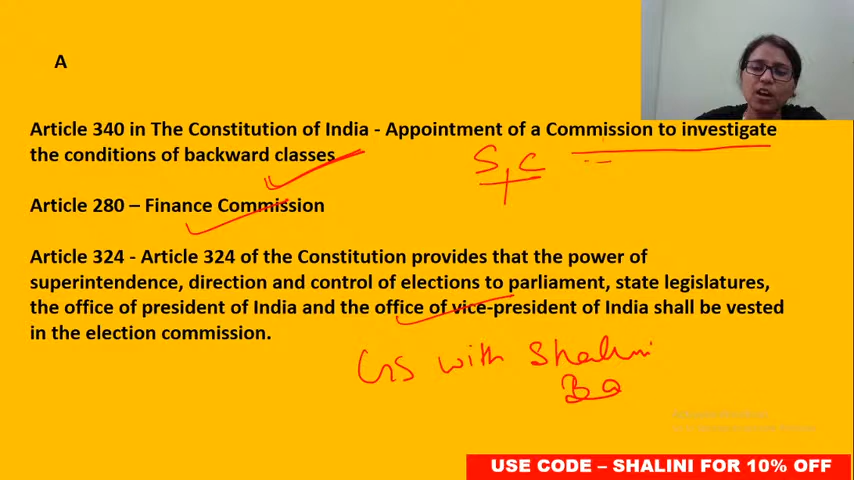 A
Article 340 in The Constitution of India - Appointment of a Commission to investigate
the conditions of backward classes
S C
Article 280 – Finance Commission
Article 324 - Article 324 of the Constitution provides that the power of
superintendence, direction and control of elections to parliament, state legislatures,
the office of president of India and the office of vice-president of India shall be vested
in the election commission.
GS with Shalini
USE CODE – SHALINI FOR 10% OFF